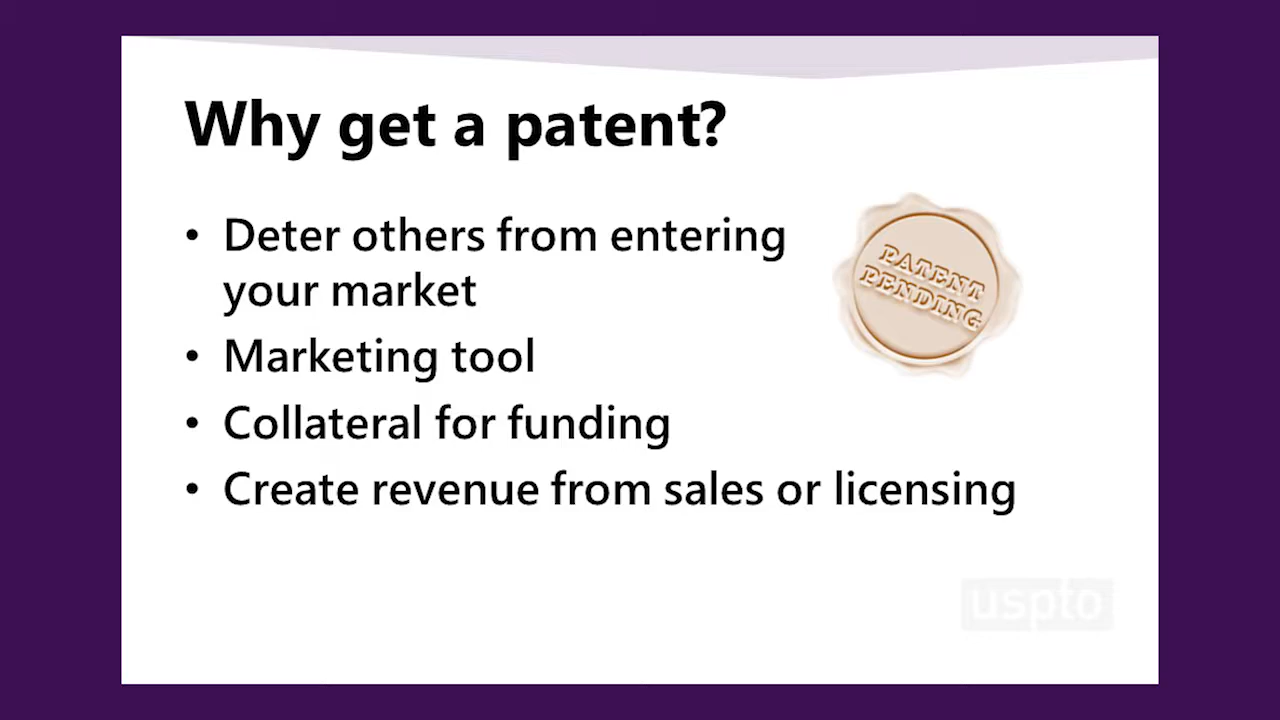 Why get a patent?
• Deter others from entering
your market
• Marketing tool
• Collateral for funding
• Create revenue from sales or licensing
PATENT
PENDING
uspto